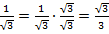 1/√3 = 1/√3 · √3/√3 = √3/3